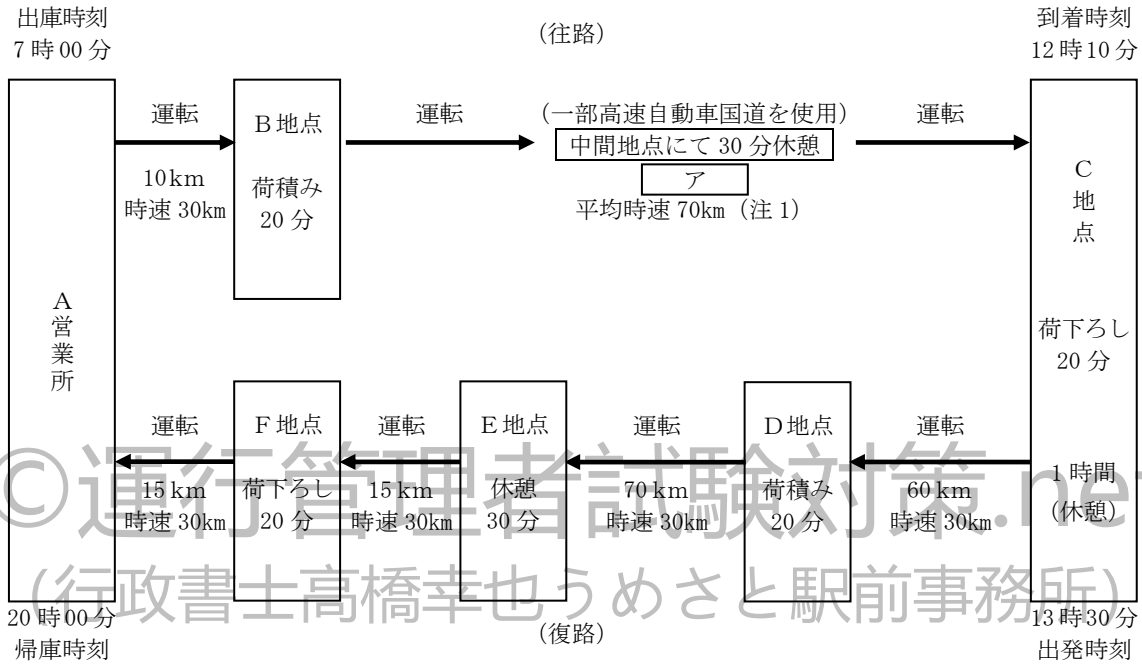 出庫時刻
7時00分
(往路)
到着時刻
12時10分
運転
10km
時速30km
B地点
荷積み
20分
運転
(一部高速自動車国道を使用)
中間地点にて30分休憩
ア
平均時速70km(注1)
運転
C地点
荷下ろし
20分
1時間
(休憩)
A営業所
運転
15km
時速30km
F地点
荷下ろし
20分
運転
15km
時速30km
E地点
休憩
30分
運転
70km
時速30km
D地点
荷積み
20分
運転
60km
時速30km
20時00分
帰庫時刻
(復路)
13時30分
出発時刻
©運行管理者試験対策.net
(行政書士高橋幸也うめさと駅前事務所)